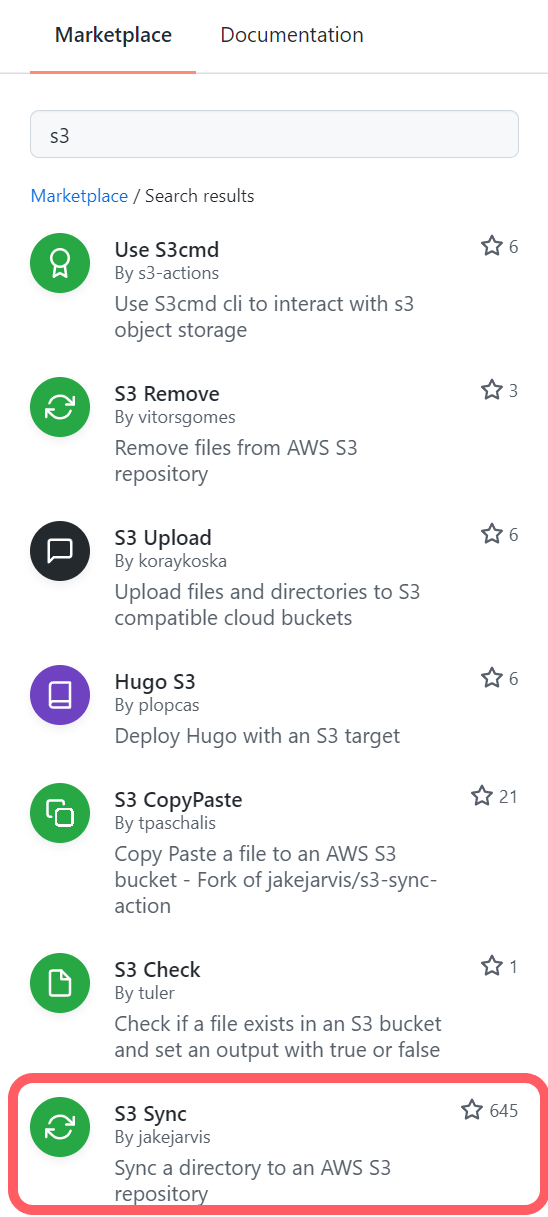 Marketplace Documentation
s3
Marketplace / Search results
Use S3cmd 6
By s3-actions
Use S3cmd cli to interact with s3
object storage
S3 Remove 3
By vitorsgomes
Remove files from AWS S3
repository
S3 Upload 6
By koraykoska
Upload files and directories to S3
compatible cloud buckets
Hugo S3 6
By plopcas
Deploy Hugo with an S3 target
S3 CopyPaste 21
By tpaschalis
Copy Paste a file to an AWS S3
bucket - Fork of jakejarvis/s3-sync-
action
S3 Check 1
By tuler
Check if a file exists in an S3 bucket
and set an output with true or false
S3 Sync 645
By jakejarvis
Sync a directory to an AWS S3
repository